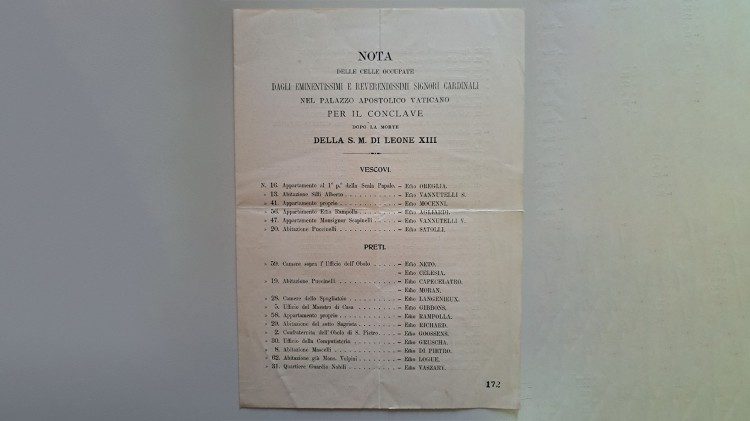 NOTA
DELLE CELLE OCCUPATE
DAGLI EMINENTISSIMI E REVERENDISSIMI SIGNORI CARDINALI
NEL PALAZZO APOSTOLICO VATICANO
PER IL CONCLAVE
DOPO LA MORTE
DELLA S. M. DI LEONE XIII
VESCOVI.
N. 16. Appartamento al 1° p.° della Scala Papale. – Emo OREGLIA.
» 13. Abitazione Silli Alberto . . . . . . . . . – Emo VANNUTELLI S.
» 41. Appartamento proprio . . . . . . . . . – Emo MOCENNI.
» 56. Appartamento Emo Rampolla . . . . . . . – Emo AGLIARDI.
» 47. Appartamento Monsignor Scapinelli . . . . . – Emo VANNUTELLI V.
» 20. Abitazione Puccinelli . . . . . . . . . – Emo SATOLLI.
PRETI.
» 59. Camere sopra l'Ufficio dell'Obolo . . . . . . – Emo NETO.
– Emo CELESIA.
» 19. Abitazione Puccinelli . . . . . . . . . – Emo CAPECELATRO.
– Emo MORAN.
» 28. Camere dello Spogliatoio . . . . . . . . – Emo LANGENIEUX.
» 5. Ufficio del Maestro di Casa . . . . . . . – Emo GIBBONS.
» 58. Appartamento proprio . . . . . . . . . – Emo RAMPOLLA.
» 29. Abitazione del sotto Sagrista . . . . . . . – Emo RICHARD.
» 2. Confraternita dell'Obolo di S. Pietro . . . . . – Emo GOOSSENS.
» 30. Ufficio della Computisteria . . . . . . . – Emo GRUSCHA.
» 8. Abitazione Mascelli . . . . . . . . . . – Emo DI PIETRO.
» 62. Abitazione già Mons. Volpini . . . . . . . – Emo LOGUE.
» 31. Quartiere Guardie Nobili . . . . . . . . – Emo VASZARY.
172